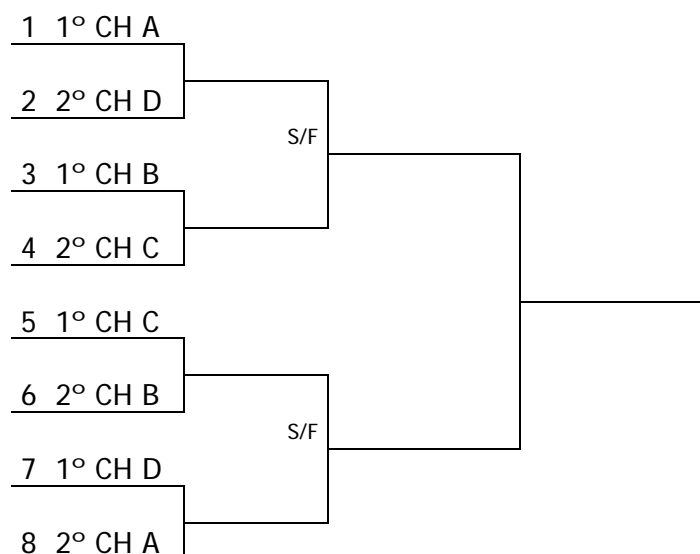 1 1º CH A
2 2º CH D
S/F
3 1º CH B
4 2º CH C
5 1º CH C
6 2º CH B
S/F
7 1º CH D
8 2º CH A